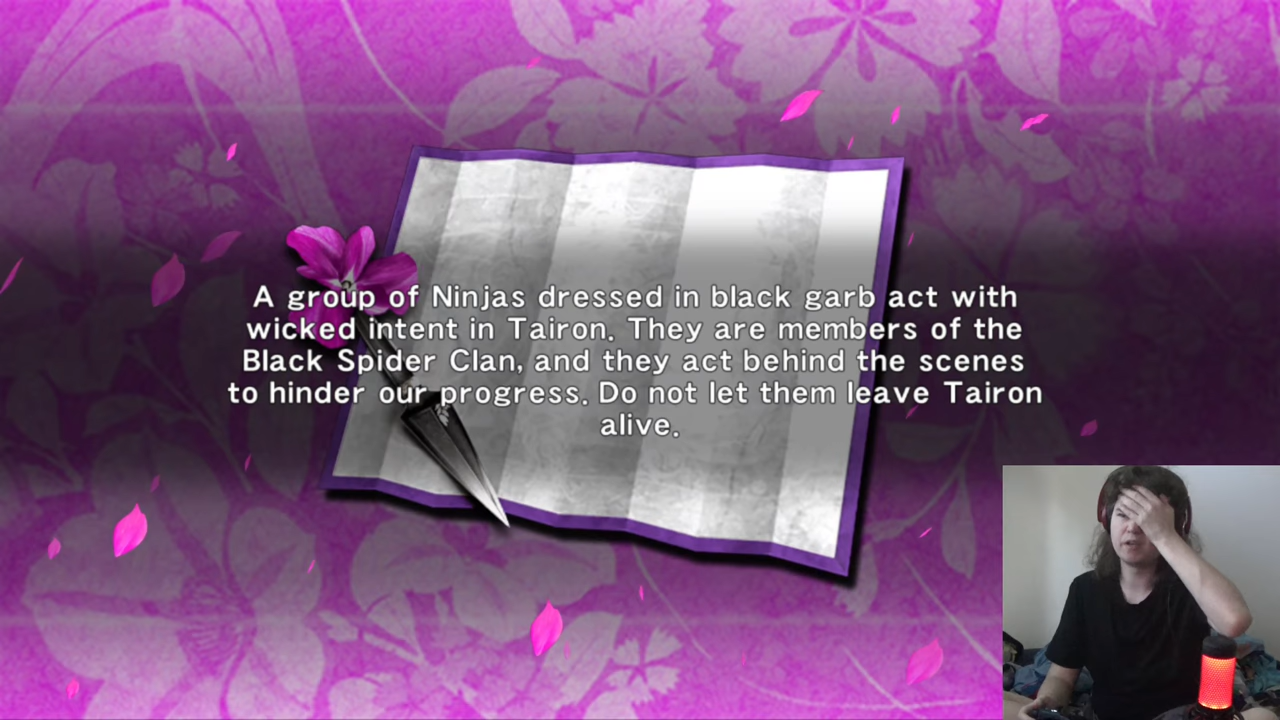 A group of Ninjas dressed in black garb act with
wicked intent in Tairon. They are members of the
Black Spider Clan, and they act behind the scenes
to hinder our progress. Do not let them leave Tairon
alive.